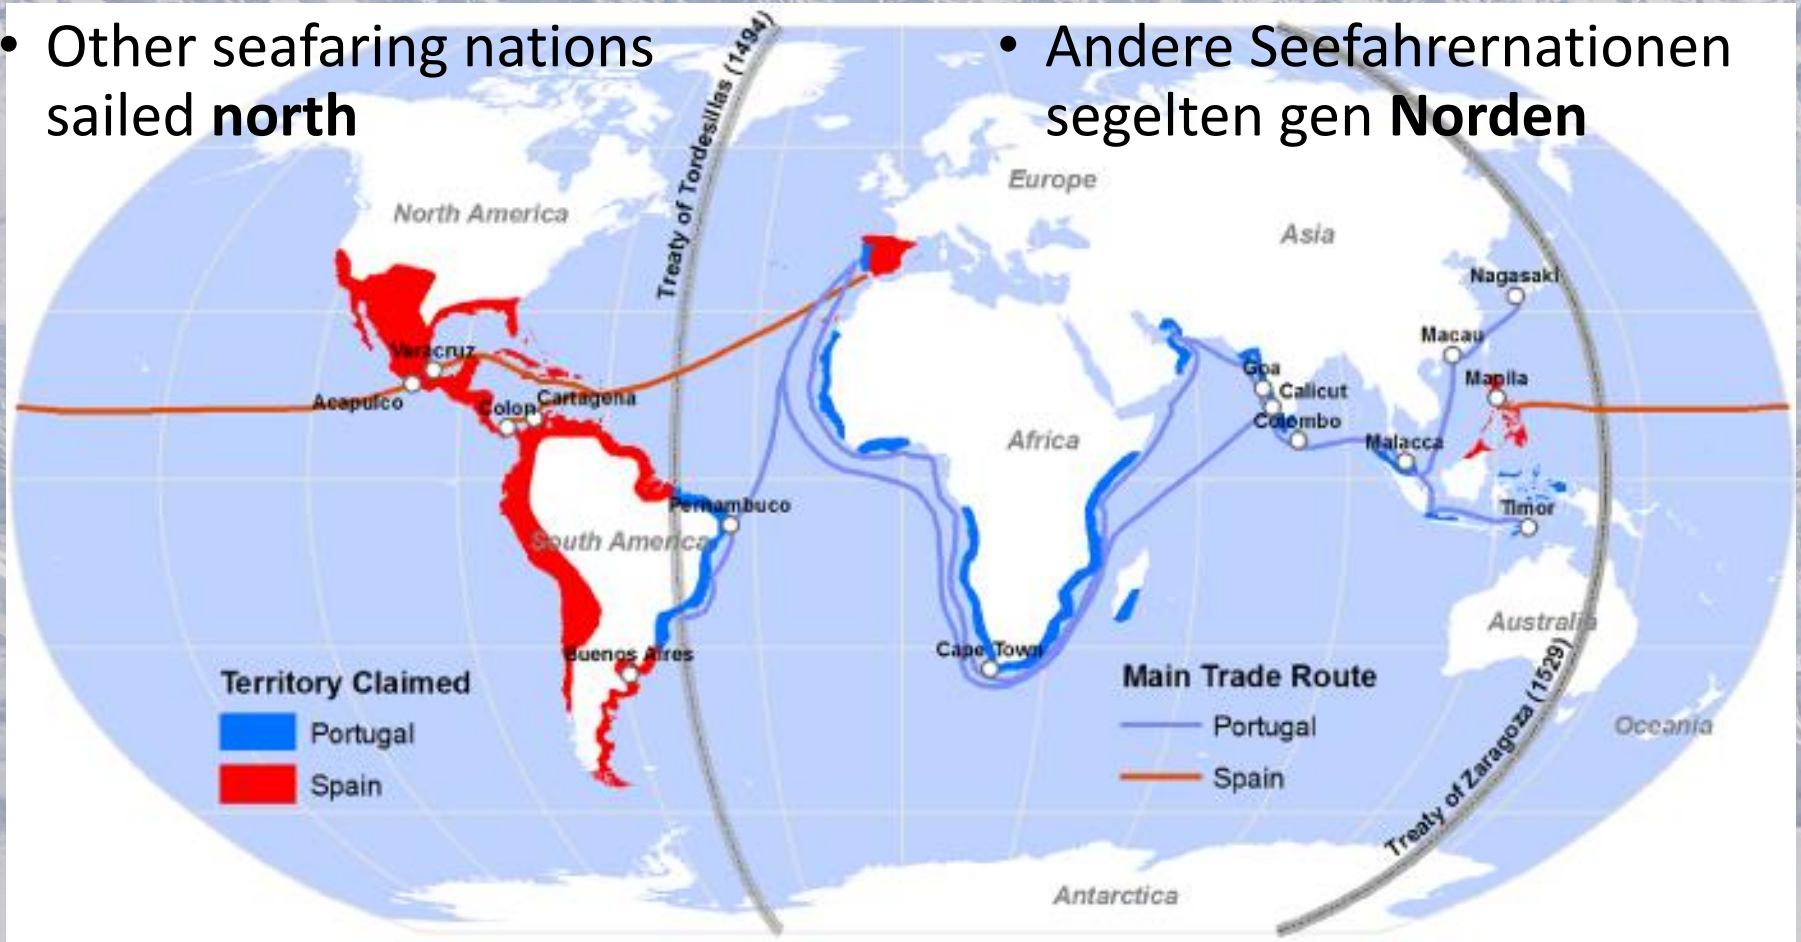 • Other seafaring nations
sailed north
• Andere Seefahrernationen
segelten gen Norden
Treaty of Tordesillas (1494)
North America
Europe
Asia
Nagasaki
Macau
Veracruz
Manila
Goa
Calicut
Acapulco
Cartagena
Colon
Colombo
Africa
Malacca
Pernambuco
Timor
South America
Australia
Cape Town
Buenos Aires
Territory Claimed
Portugal
Spain
Main Trade Route
Portugal
Spain
Treaty of Zaragoza (1529)
Oceania
Antarctica